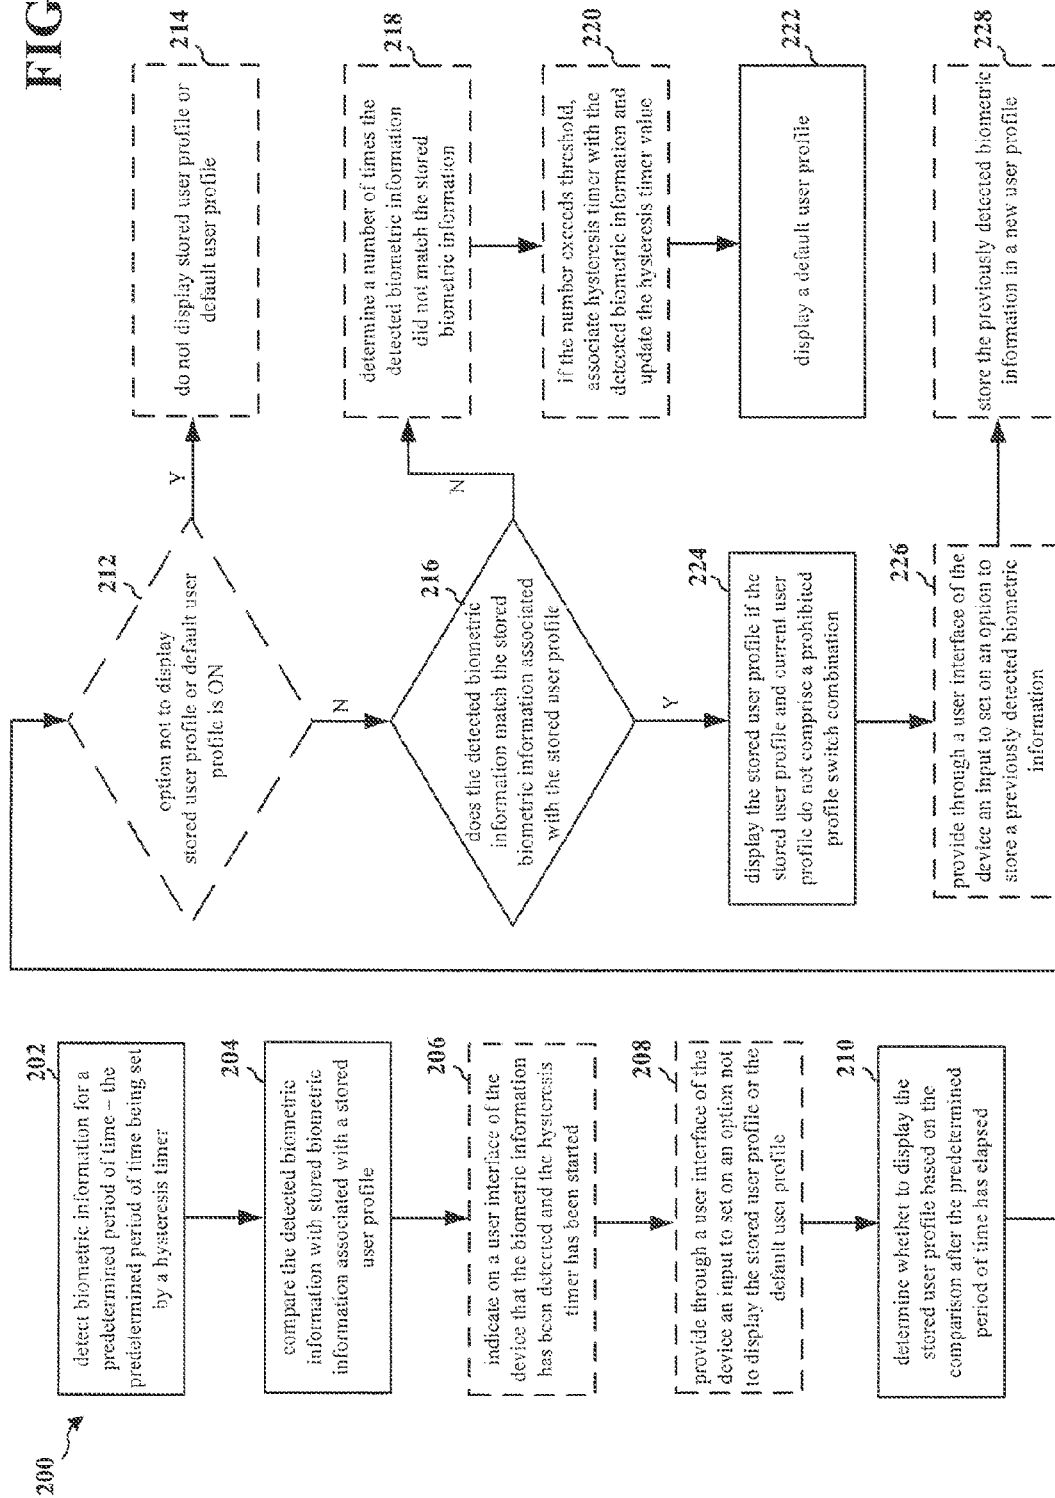 FIG
200
202
detect biometric information for a
predetermined period of time – the
predetermined period of time being set
by a hysteresis timer
204
compare the detected biometric
information with stored biometric
information associated with a stored
user profile
206
indicate on a user interface of the
device that the biometric information
has been detected and the hysteresis
timer has been started
208
provide through a user interface of the
device an input to set on an option not
to display the stored user profile or the
default user profile
210
determine whether to display the
stored user profile based on the
comparison after the predetermined
period of time has elapsed
212
option not to display
stored user profile or default user
profile is ON
Y
N
214
do not display stored user profile or
default user profile
216
does the detected biometric
information match the stored
biometric information associated
with the stored user profile
N
Y
218
determine a number of times the
detected biometric information
did not match the stored
biometric information
220
if the number exceeds threshold,
associate hysteresis timer with the
detected biometric information and
update the hysteresis timer value
222
display a default user profile
224
display the stored user profile if the
stored user profile and current user
profile do not comprise a prohibited
profile switch combination
226
provide through a user interface of the
device an input to set on an option to
store a previously detected biometric
information
228
store the previously detected biometric
information in a new user profile